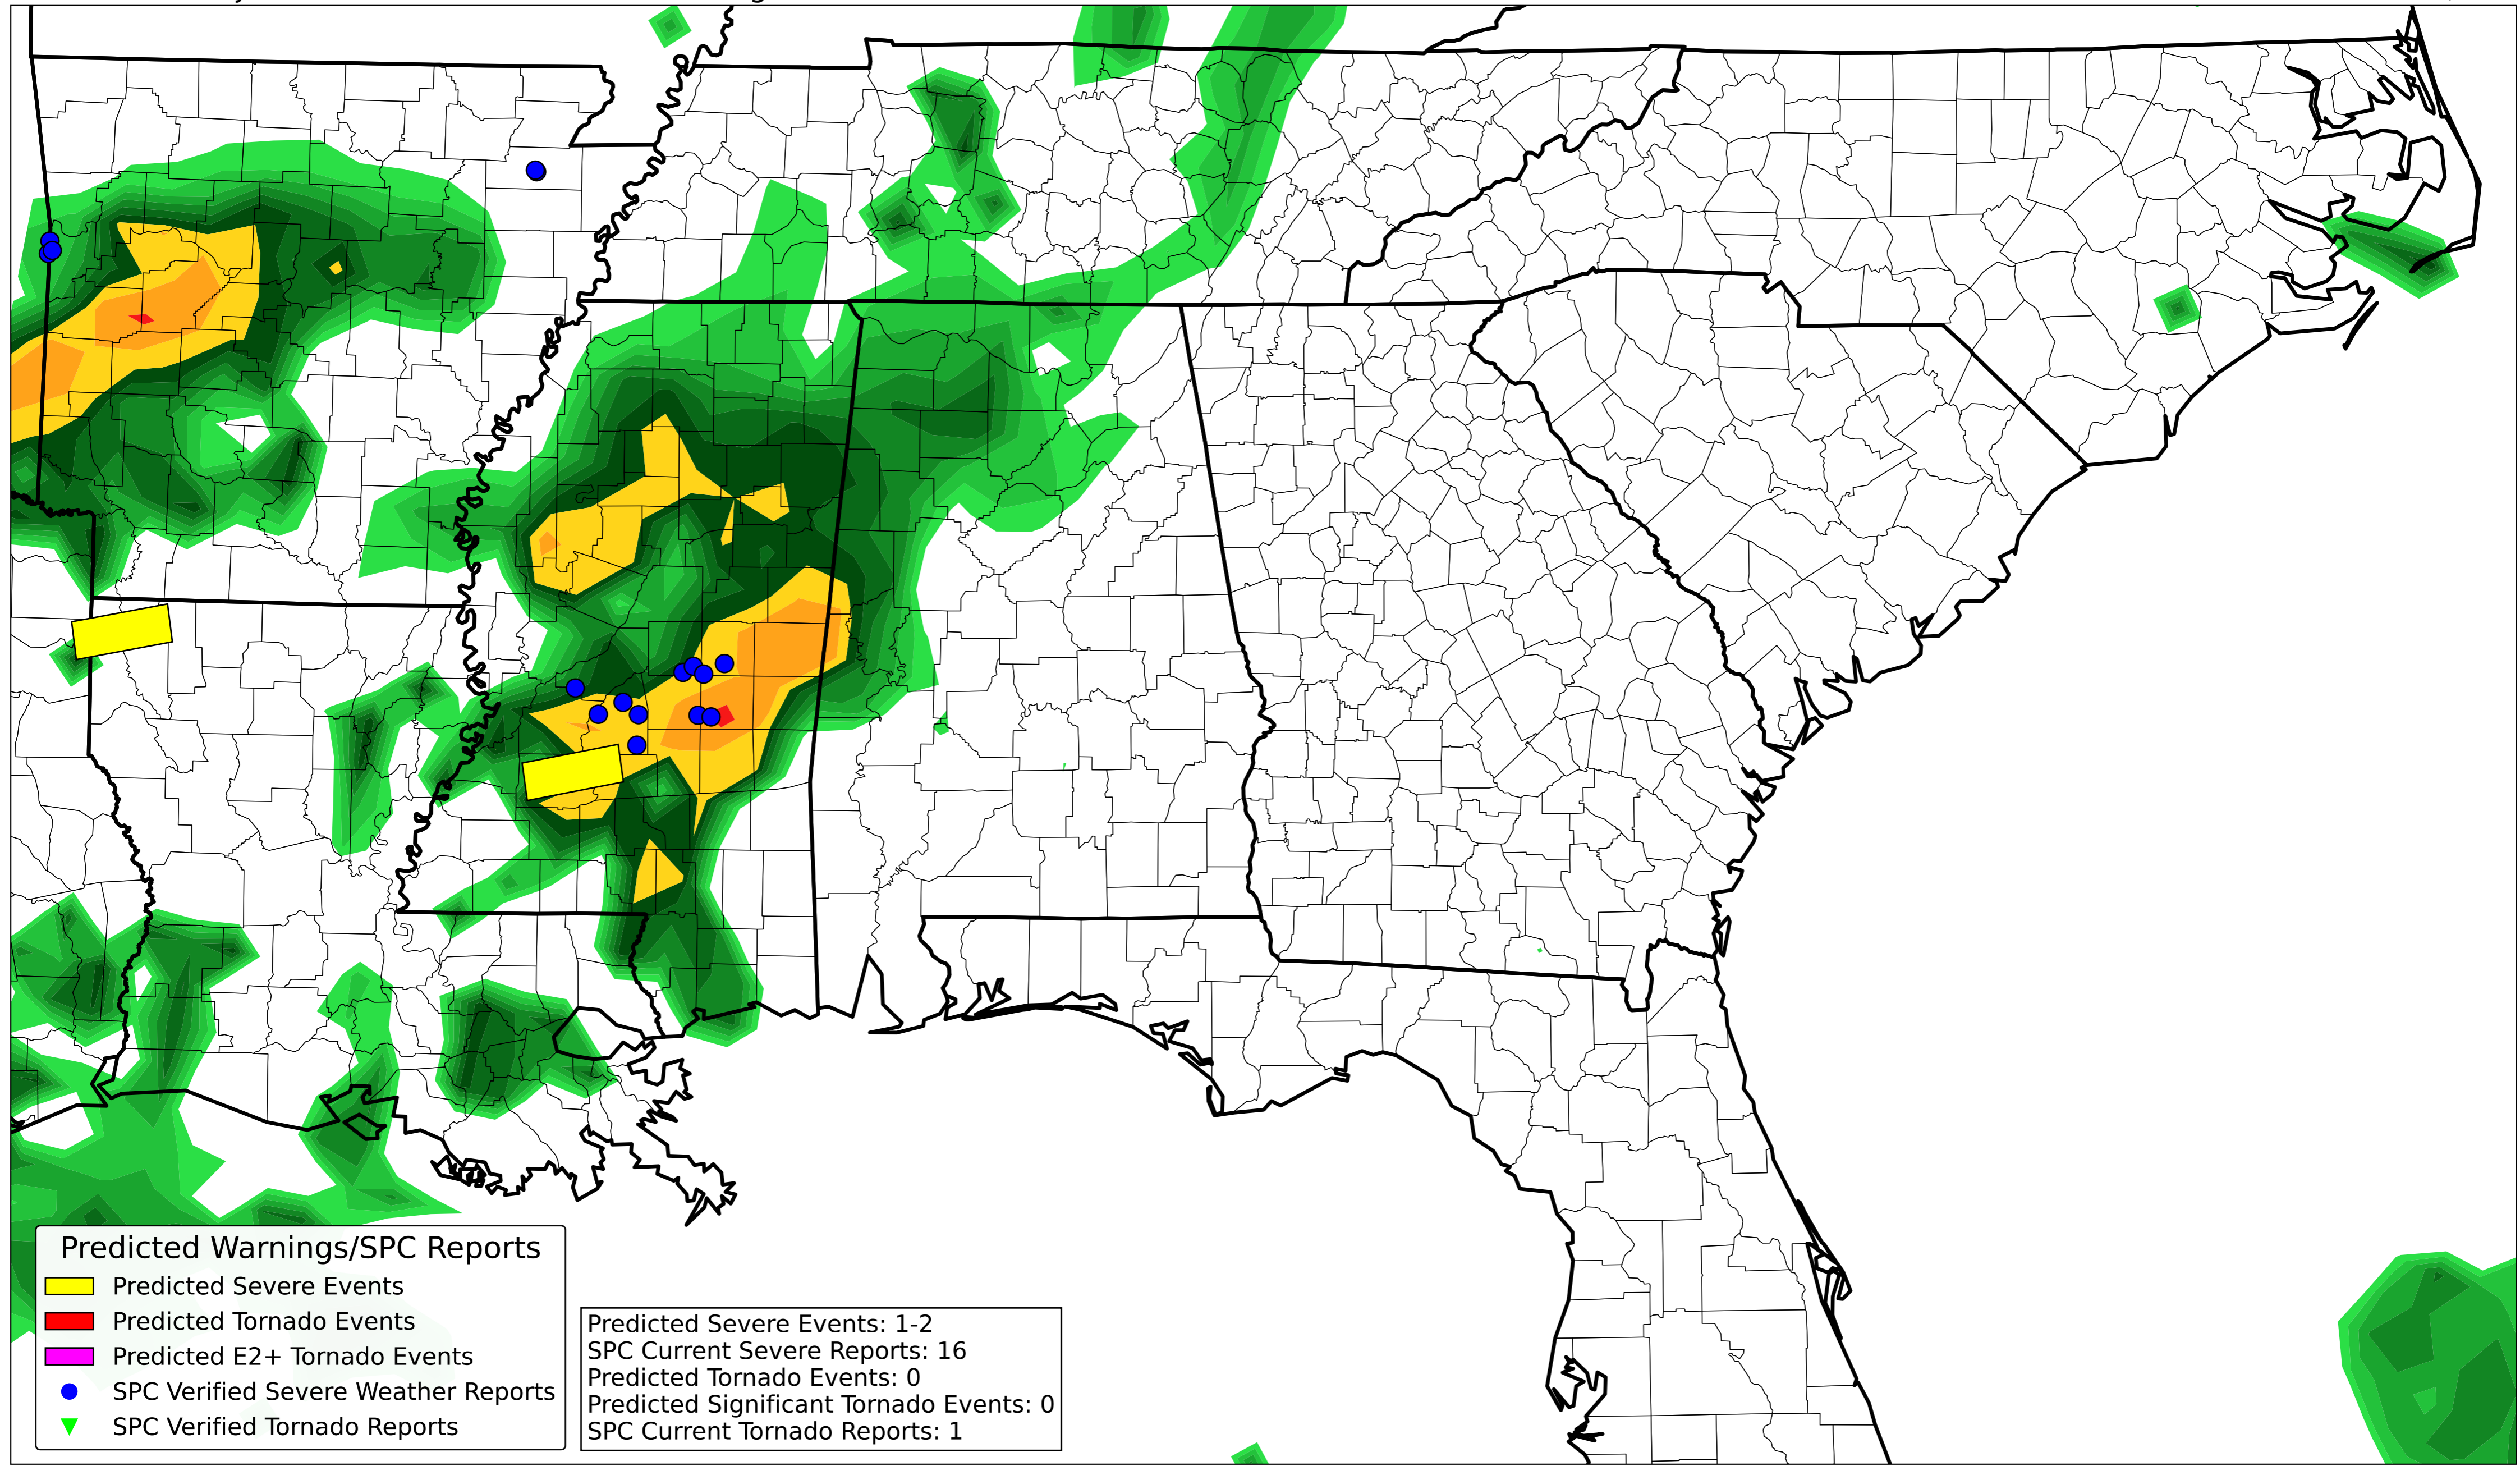 Predicted Warnings/SPC Reports
Predicted Severe Events
Predicted Tornado Events
Predicted E2+ Tornado Events
SPC Verified Severe Weather Reports
SPC Verified Tornado Reports
Predicted Severe Events: 1-2
SPC Current Severe Reports: 16
Predicted Tornado Events: 0
Predicted Significant Tornado Events: 0
SPC Current Tornado Reports: 1